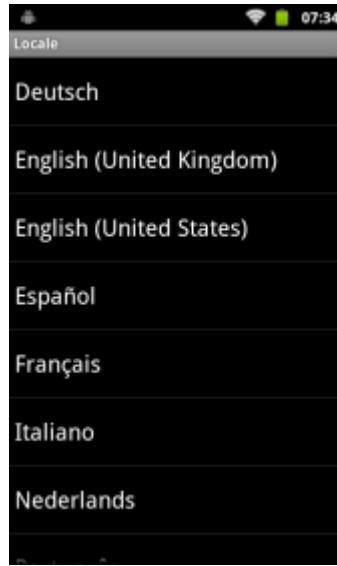 07:34
Locale
Deutsch
English (United Kingdom)
English (United States)
Español
Français
Italiano
Nederlands